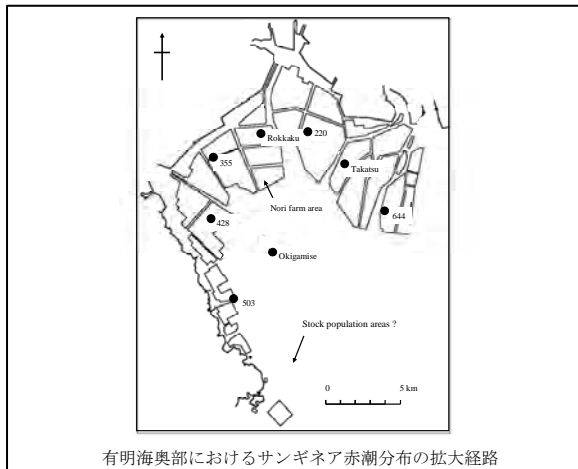 220
Rokkaku
355
Takatsu
Nori farm area
644
428
Okigamise
503
Stock population areas ?
0 5 km
有明海奥部におけるサンギネア赤潮分布の拡大経路